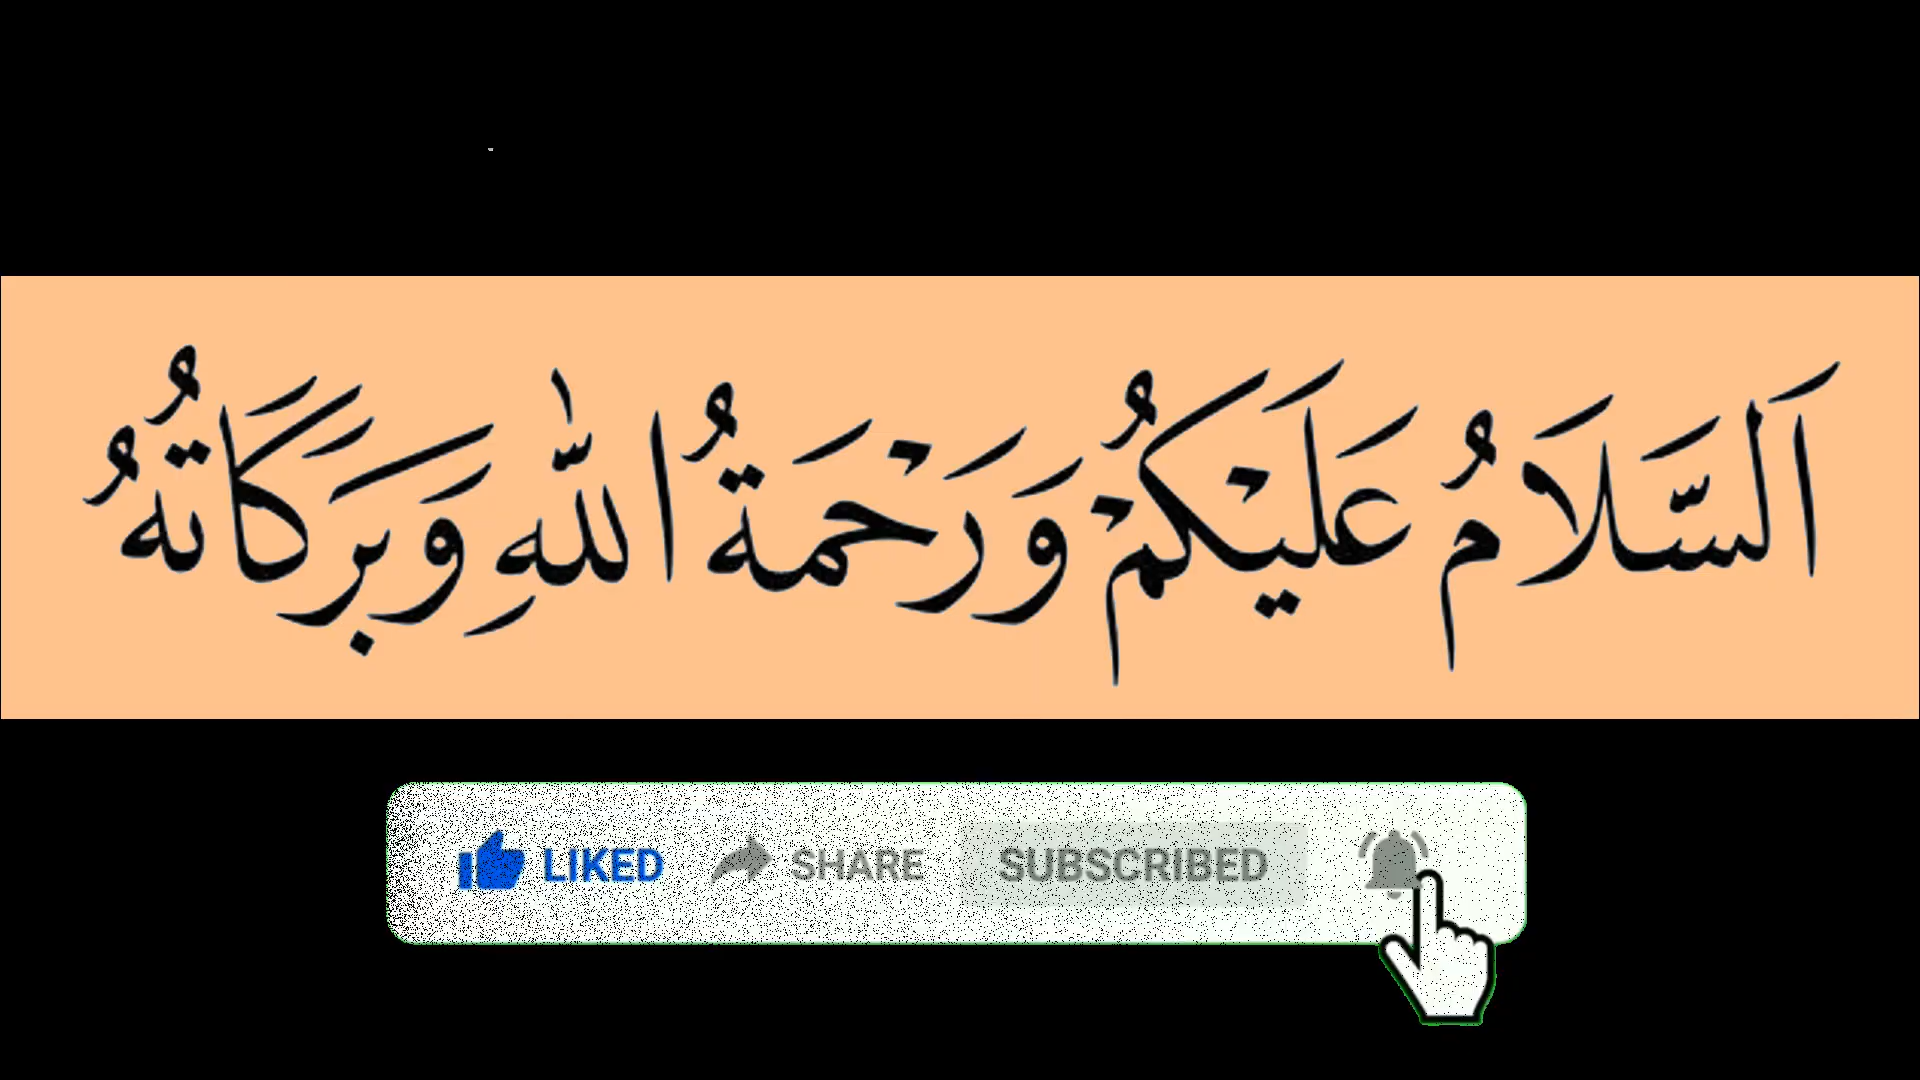 اَلسَّلَامُ عَلَيْكُمْ وَرَحْمَةُ اللّٰهِ وَبَرَكَاتُهُ
LIKED SHARE SUBSCRIBED